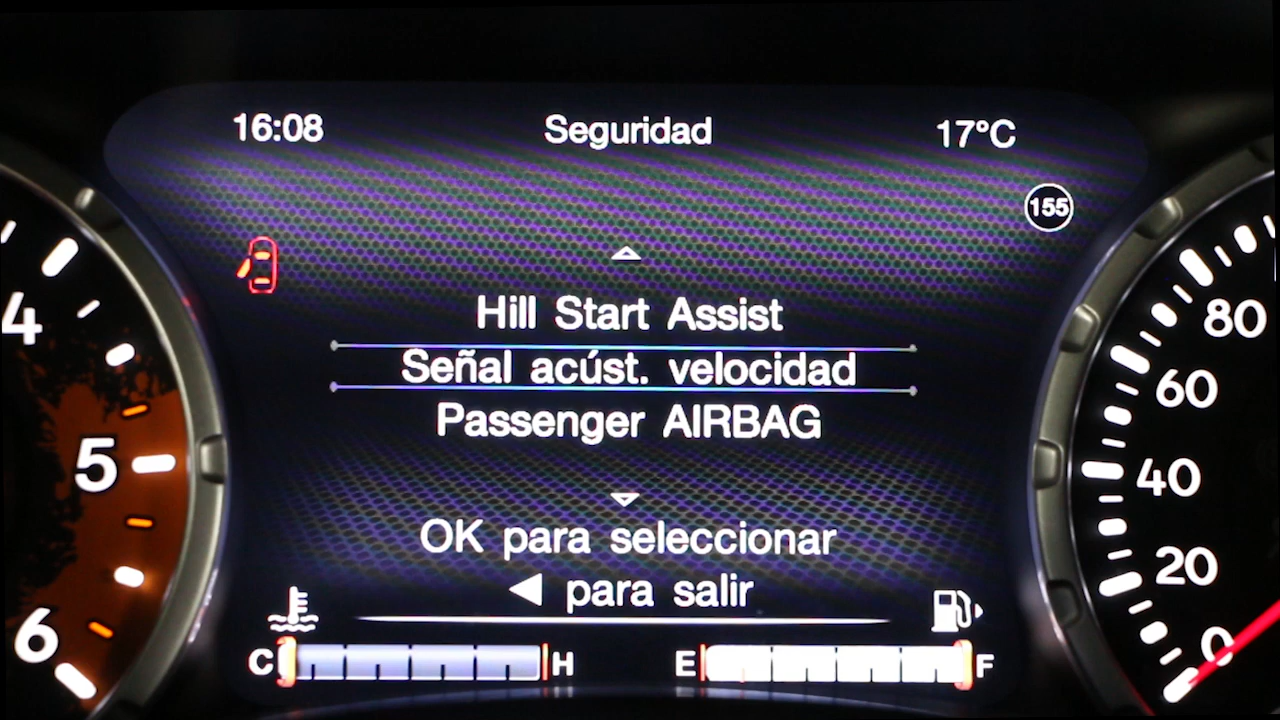 16:08 Seguridad 17ºC
155
Hill Start Assist
Señal acúst. velocidad
Passenger AIRBAG
OK para seleccionar
para salir
C H E F
4
5
6
80
60
40
20
0